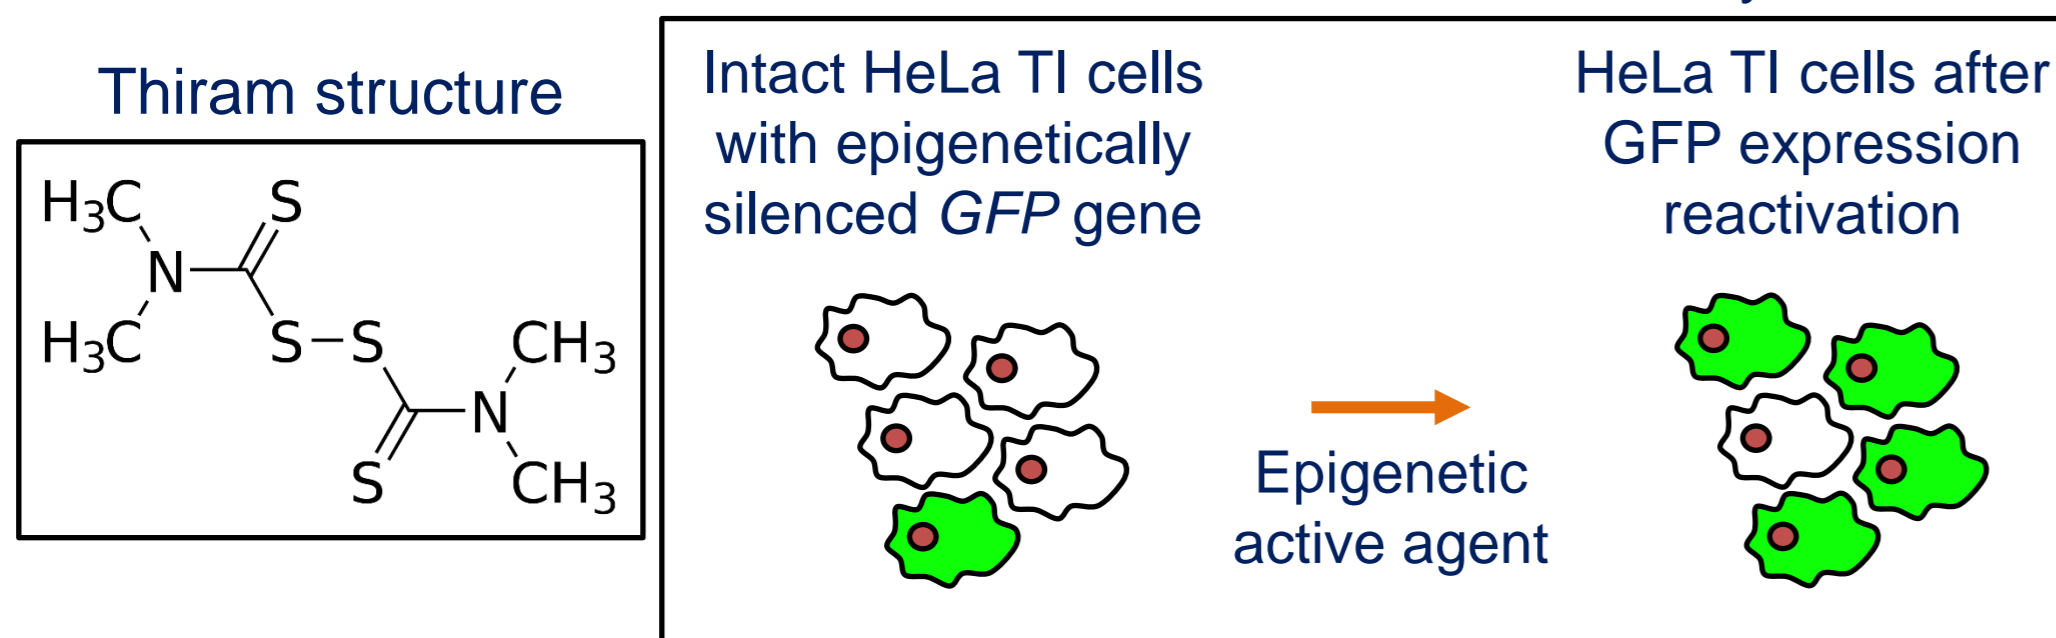 Thiram structure
H3C
S
N
H3C
S
S
CH3
N
S
CH3
Intact HeLa TI cells
with epigenetically
silenced GFP gene
Epigenetic
active agent
HeLa TI cells after
GFP expression
reactivation